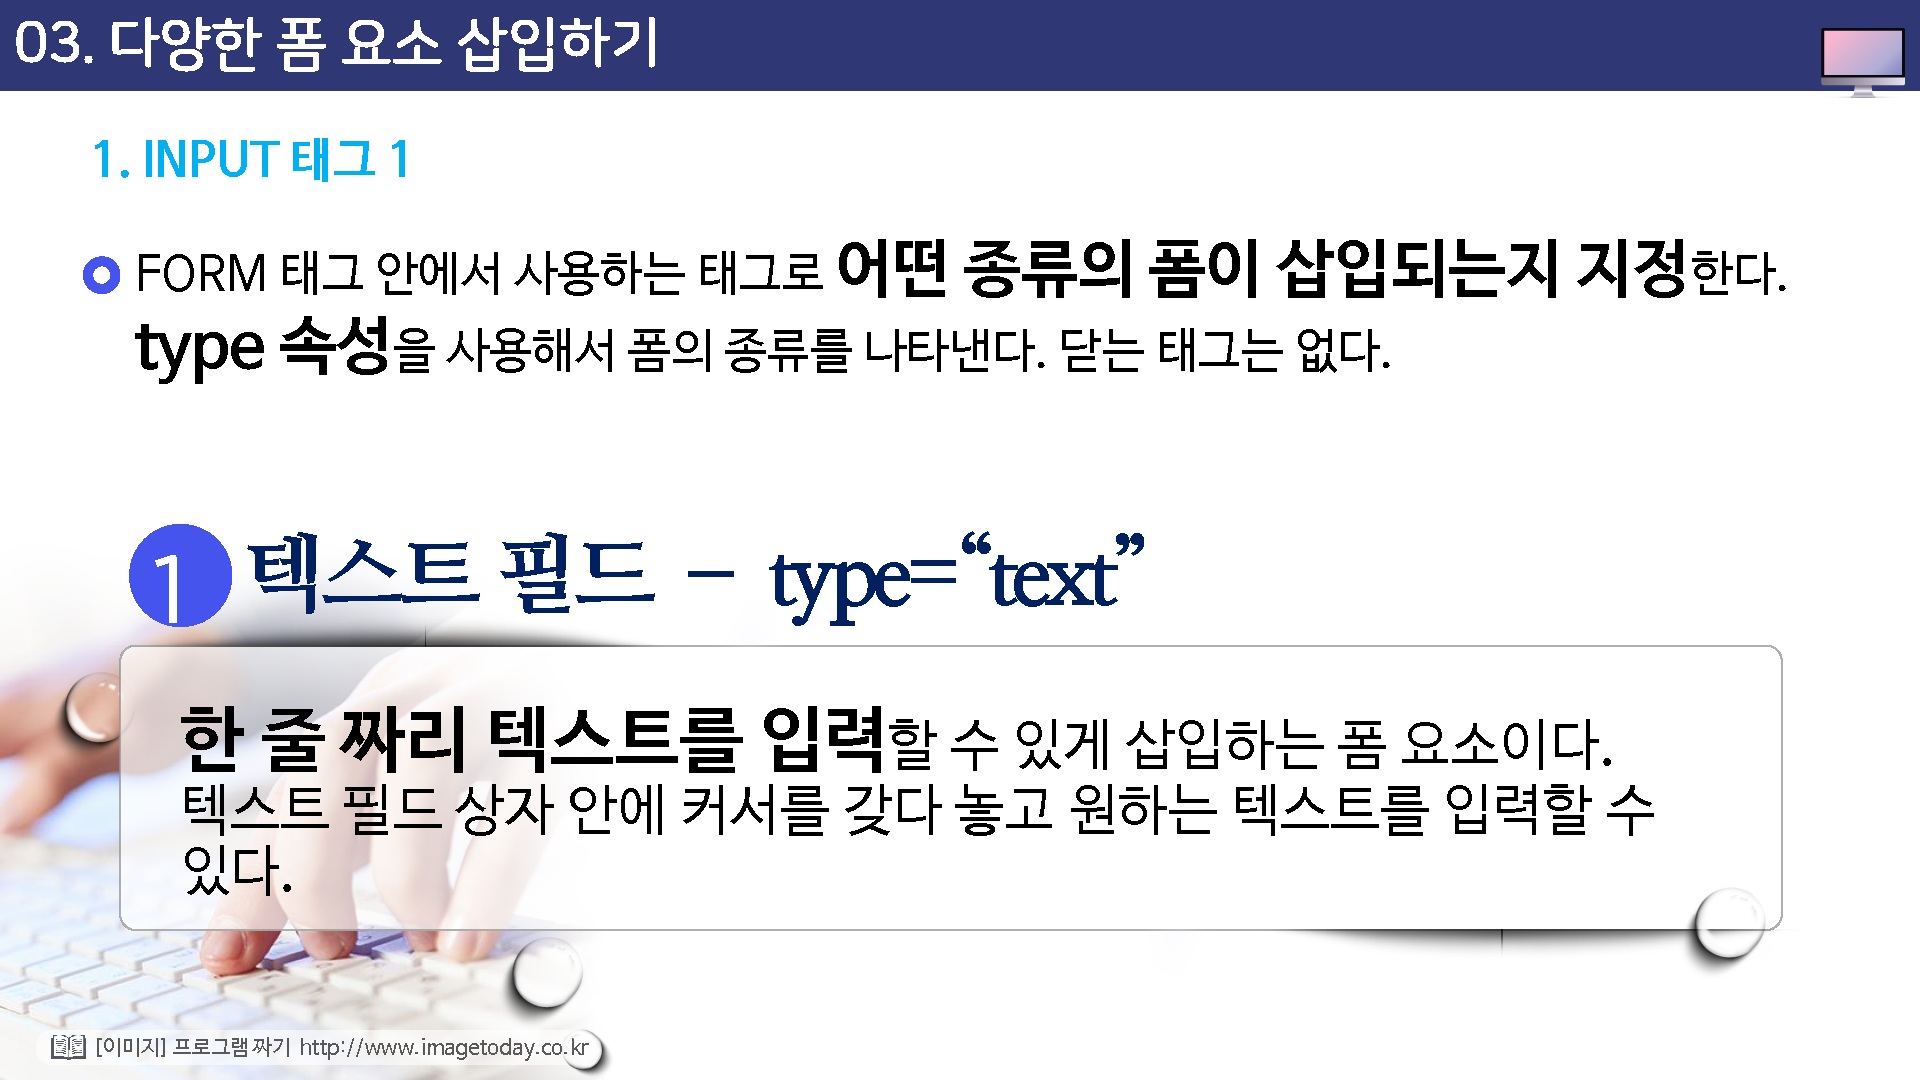 03. 다양한 폼 요소 삽입하기
1. INPUT 태그 1
FORM 태그 안에서 사용하는 태그로 어떤 종류의 폼이 삽입되는지 지정한다.
type 속성을 사용해서 폼의 종류를 나타낸다. 닫는 태그는 없다.
1 텍스트 필드 - type=“text”
한 줄 짜리 텍스트를 입력할 수 있게 삽입하는 폼 요소이다.
텍스트 필드 상자 안에 커서를 갖다 놓고 원하는 텍스트를 입력할 수
있다.
[이미지] 프로그램 짜기 http://www.imagetoday.co.kr